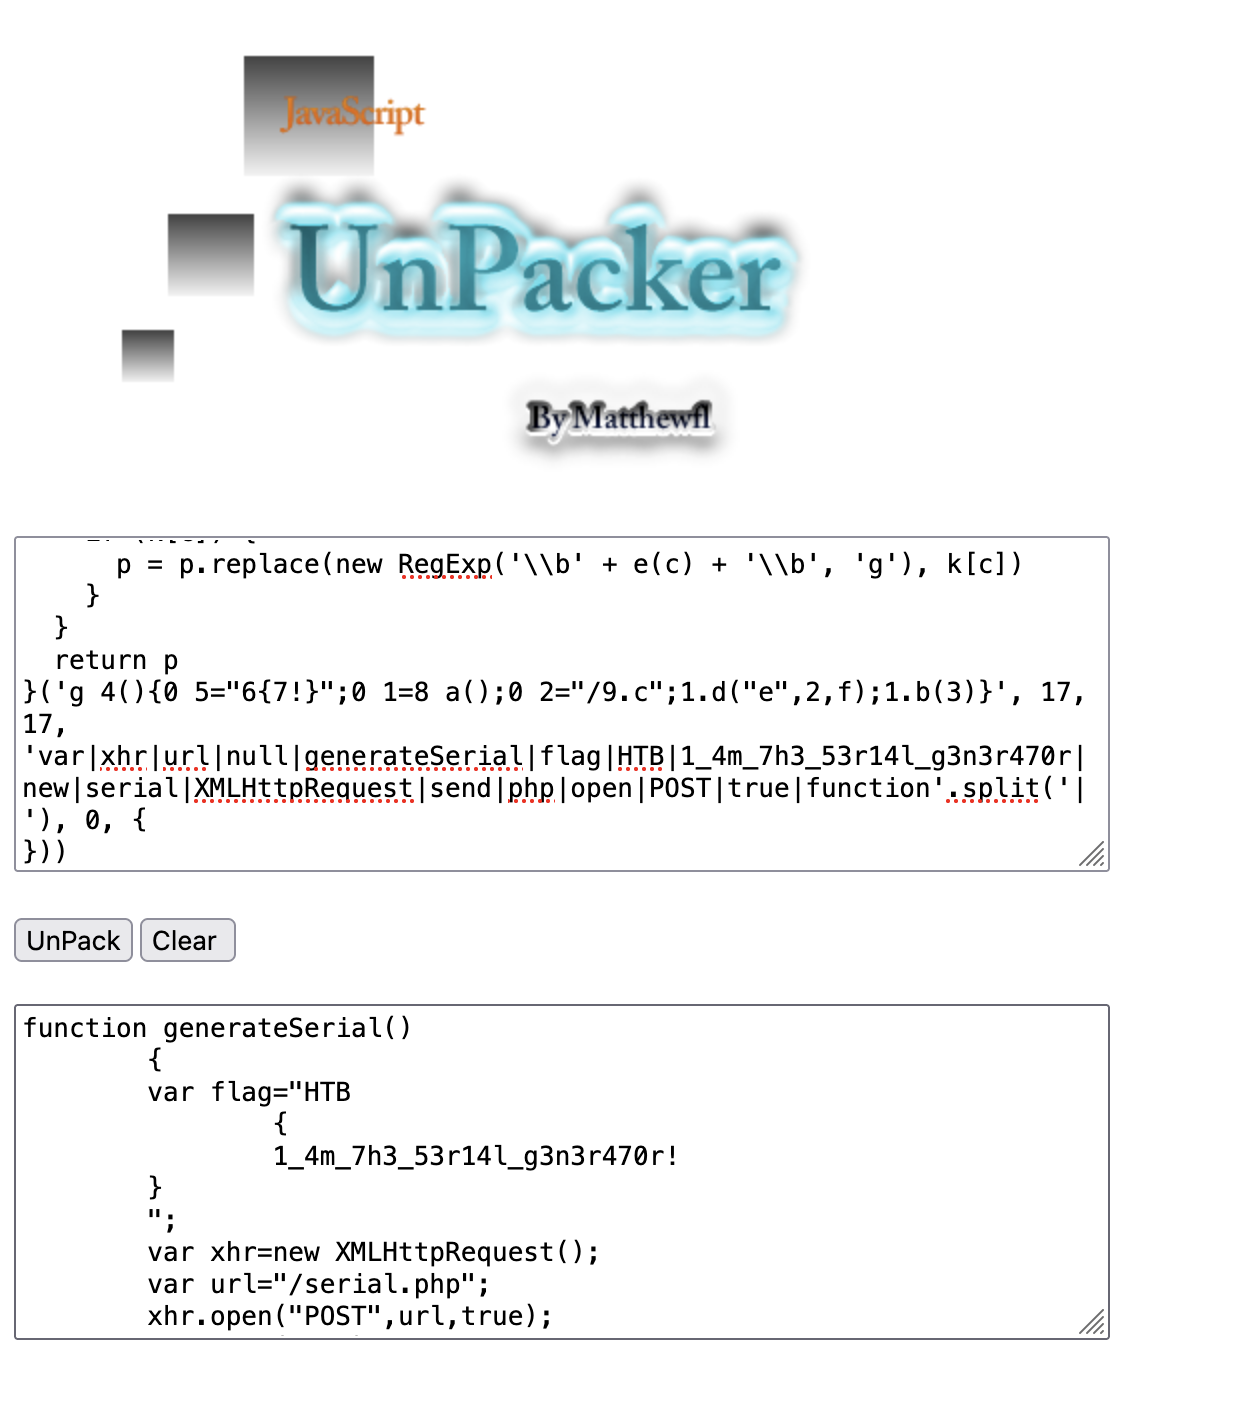 JavaScript
UnPacker
By Matthewfl
p = p.replace(new RegExp('\\b' + e(c) + '\\b', 'g'), k[c])
}
}
return p
}('g 4(){0 5="6{7!}";0 1=8 a();0 2="/9.c";1.d("e",2,f);1.b(3)}', 17,
17,
'var|xhr|url|null|generateSerial|flag|HTB|1_4m_7h3_53r14l_g3n3r470r|
new|serial|XMLHttpRequest|send|php|open|POST|true|function'.split('|
'), 0, {
}))
UnPack Clear
function generateSerial()
{
var flag="HTB
{
1_4m_7h3_53r14l_g3n3r470r!
}
";
var xhr=new XMLHttpRequest();
var url="/serial.php";
xhr.open("POST",url,true);